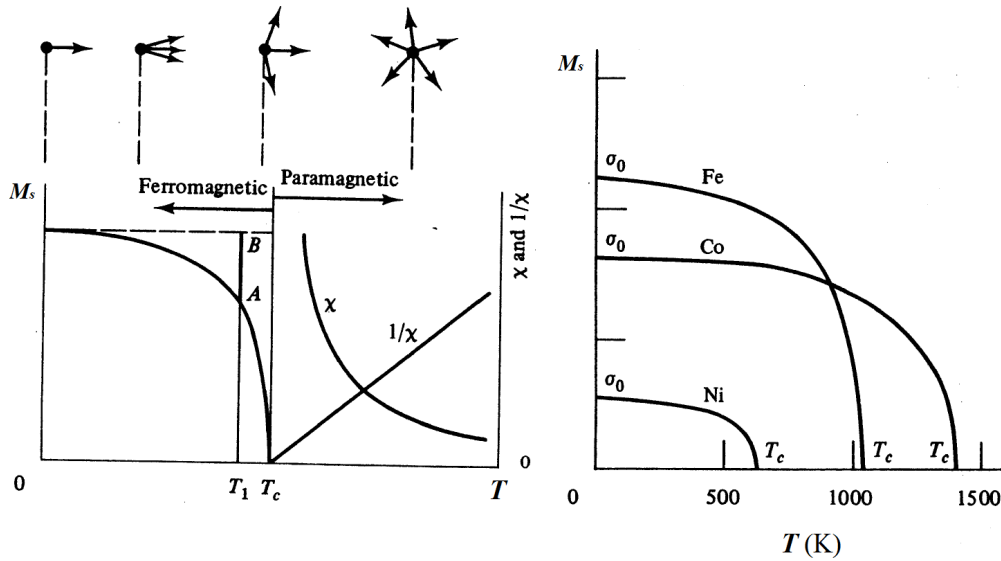 Ms
Ferromagnetic
Paramagnetic
B
A
χ
1/χ
χ and 1/χ
0
T1
Tc
T
0
Ms
σ0
Fe
σ0
Co
σ0
Ni
Tc
Tc
Tc
0
500
1000
1500
T (K)